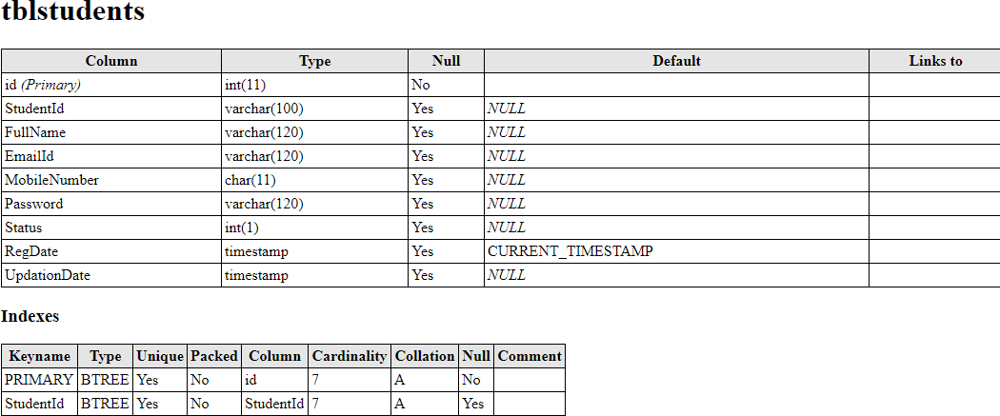 tblstudents
Column Type Null Default Links to
id (Primary) int(11) No
StudentId varchar(100) Yes NULL
FullName varchar(120) Yes NULL
EmailId varchar(120) Yes NULL
MobileNumber char(11) Yes NULL
Password varchar(120) Yes NULL
Status int(1) Yes NULL
RegDate timestamp Yes CURRENT_TIMESTAMP
UpdationDate timestamp Yes NULL
Indexes
Keyname Type Unique Packed Column Cardinality Collation Null Comment
PRIMARY BTREE Yes No id 7 A No
StudentId BTREE Yes No StudentId 7 A Yes